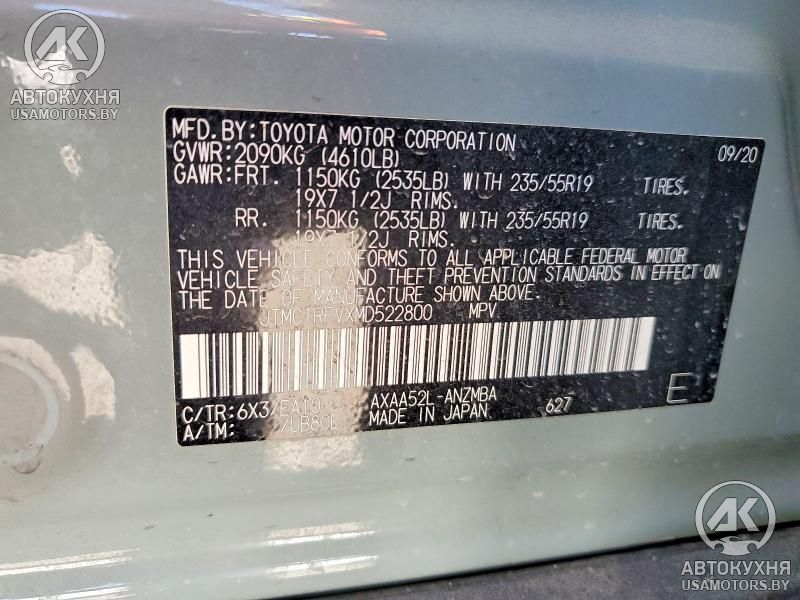 АК
АВТОКУХНЯ
USAMOTORS.BY
MFD. BY: TOYOTA MOTOR CORPORATION 09/20
GVWR: 2090KG (4610LB)
GAWR: FRT. 1150KG (2535LB) WITH 235/55R19 TIRES.
19X7 1/2J RIMS.
RR. 1150KG (2535LB) WITH 235/55R19 TIRES.
19X7 1/2J RIMS.
THIS VEHICLE CONFORMS TO ALL APPLICABLE FEDERAL MOTOR
VEHICLE SAFETY AND THEFT PREVENTION STANDARDS IN EFFECT ON
THE DATE OF MANUFACTURE SHOWN ABOVE.
JTMC1RFVXMD522800 MPV
C/TR: 6X3/EA10 AXAA52L-ANZMBA 627 E
A/TM: /UB80E MADE IN JAPAN
АК
АВТОКУХНЯ
USAMOTORS.BY